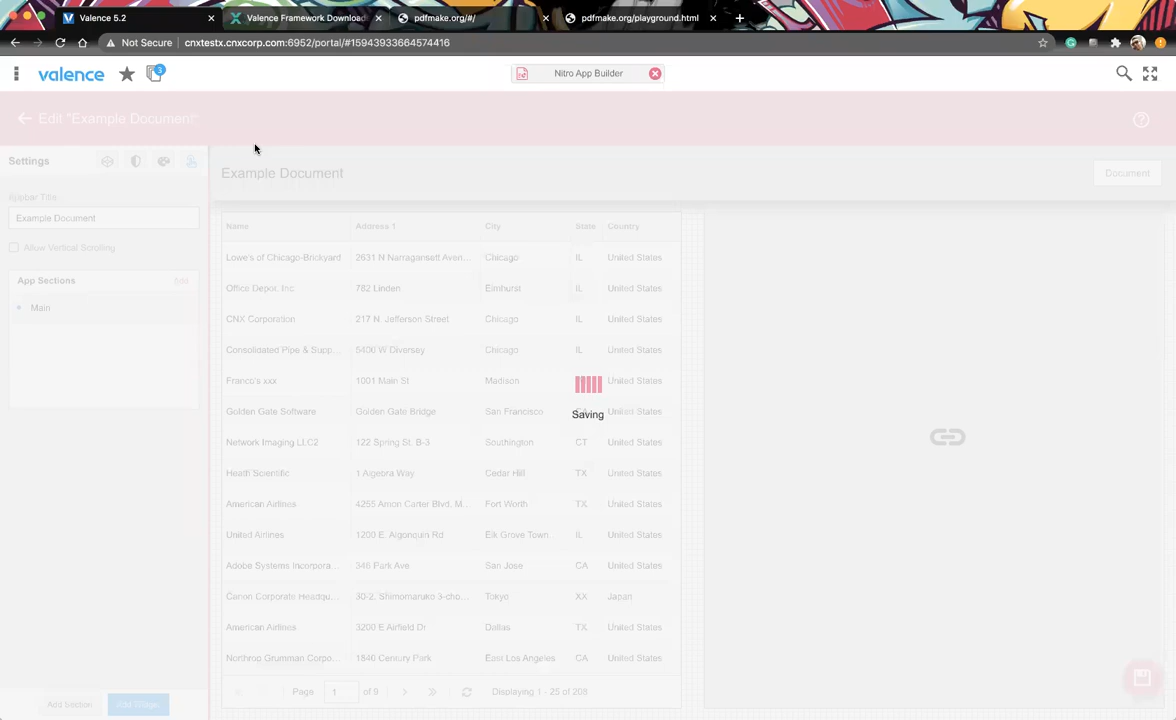 Valence 5.2
Valence Framework Download
pdfmake.org/#/
pdfmake.org/playground.html
Not Secure | cnxtestx.cnxcorp.com:6952/portal/#15943933664574416
valence
3
Nitro App Builder
Edit "Example Document"
Settings
Example Document
Document
Appbar Title:
Example Document
Allow Vertical Scrolling
App Sections
Add
Main
Name Address 1 City State Country
Lowe's of Chicago-Brickyard 2631 N Narragansett Aven... Chicago IL United States
Office Depot, Inc 782 Linden Elmhurst IL United States
CNX Corporation 217 N. Jefferson Street Chicago IL United States
Consolidated Pipe & Supp... 5400 W Diversey Chicago IL United States
Franco's xxx 1001 Main St Madison United States
Golden Gate Software Golden Gate Bridge San Francisco CA United States
Network Imaging LLC2 122 Spring St. B-3 Southington CT United States
Heath Scientific 1 Algebra Way Cedar Hill TX United States
American Airlines 4255 Amon Carter Blvd, M... Fort Worth TX United States
United Airlines 1200 E. Algonquin Rd Elk Grove Town... IL United States
Adobe Systems Incorpora... 346 Park Ave San Jose CA United States
Canon Corporate Headqu... 30-2, Shimomaruko 3-cho... Tokyo XX Japan
American Airlines 3200 E Airfield Dr Dallas TX United States
Northrop Grumman Corpo... 1840 Century Park East Los Angeles CA United States
Saving
Page 1 of 9
Displaying 1 - 25 of 208
Add Section
Add Widget